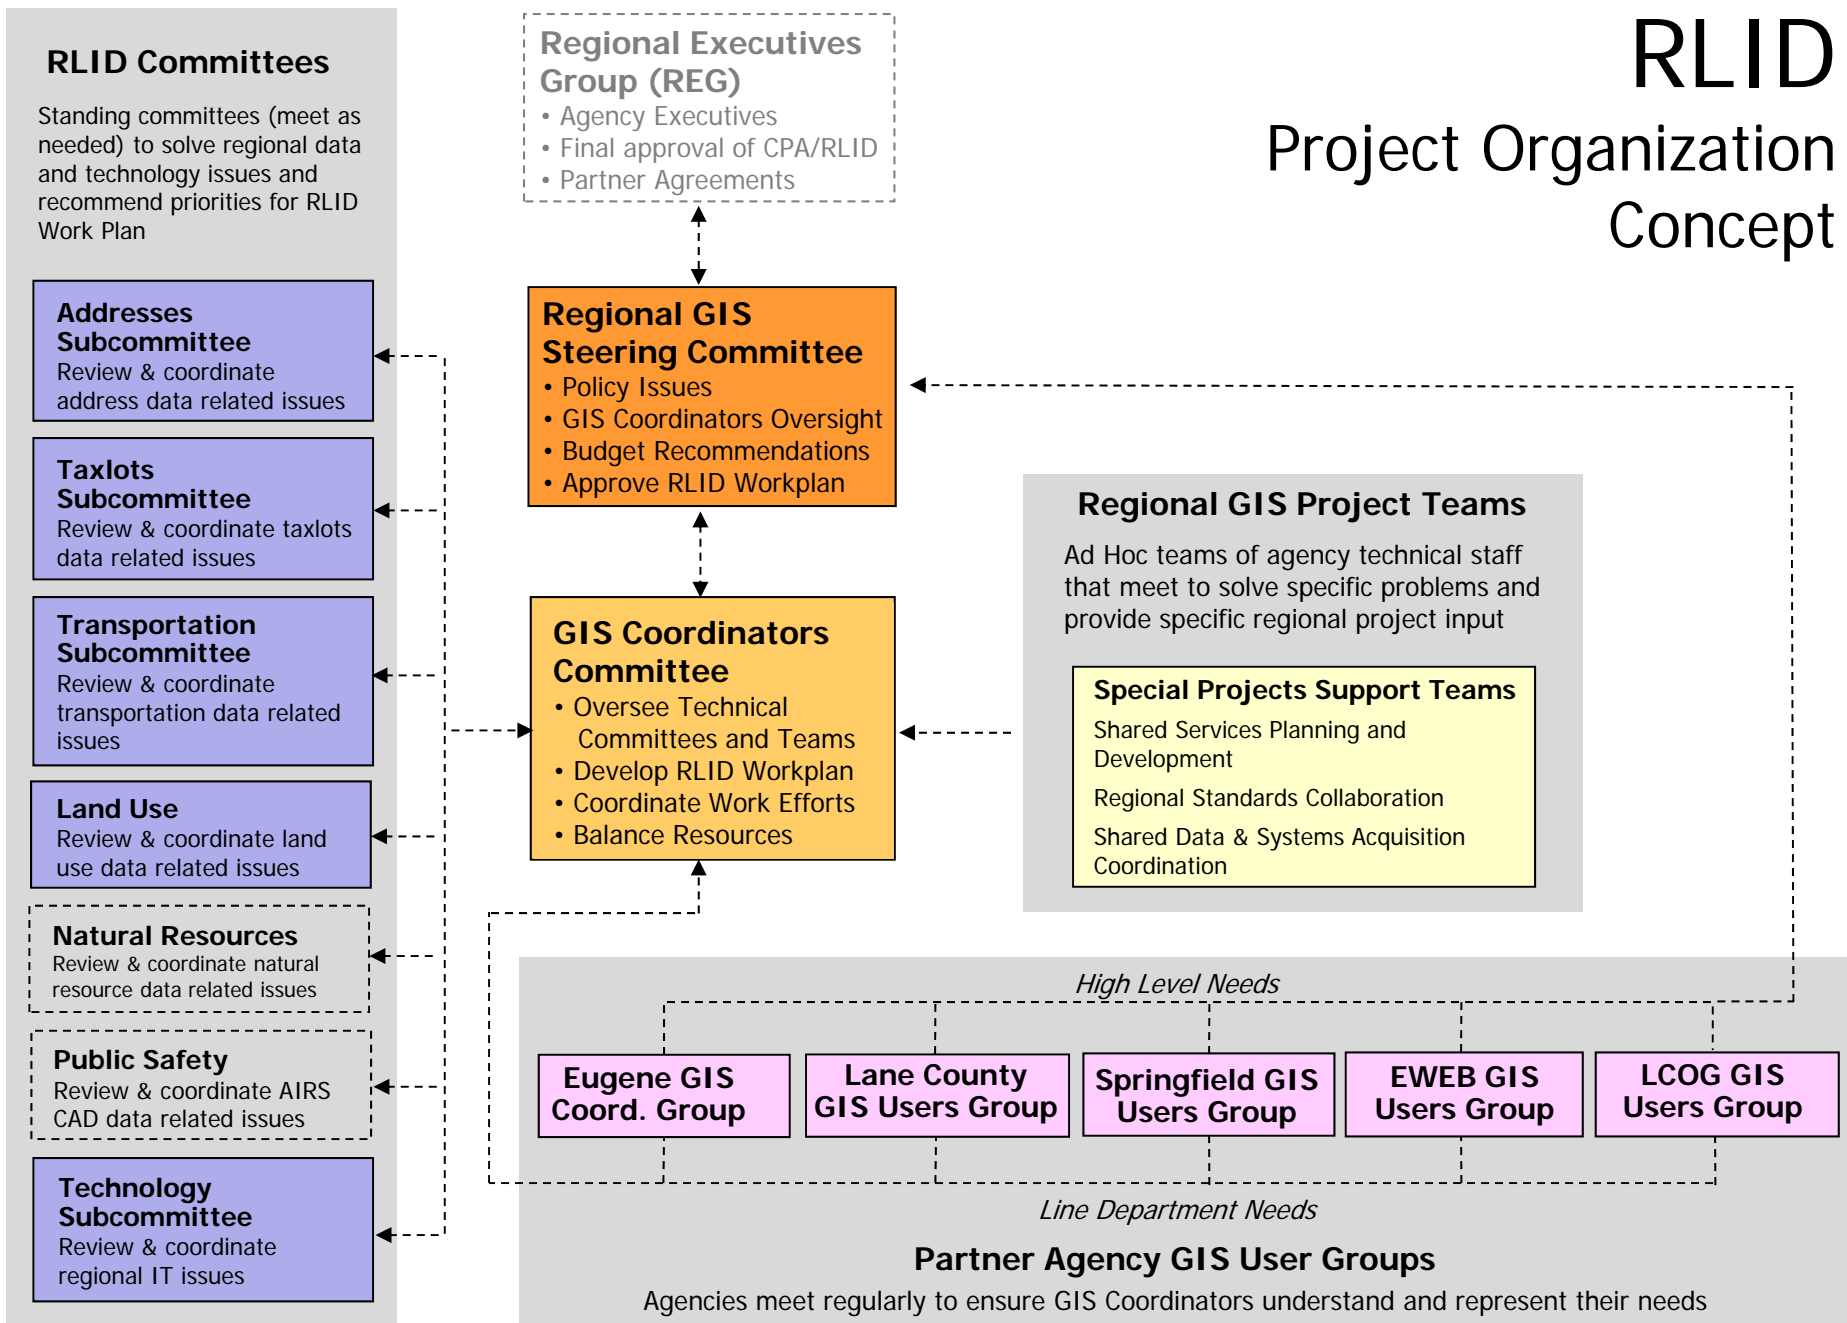 RLID
Project Organization
Concept
RLID Committees
Standing committees (meet as
needed) to solve regional data
and technology issues and
recommend priorities for RLID
Work Plan
Addresses
Subcommittee
Review & coordinate
address data related issues
Taxlots
Subcommittee
Review & coordinate taxlots
data related issues
Transportation
Subcommittee
Review & coordinate
transportation data related
issues
Land Use
Review & coordinate land
use data related issues
Natural Resources
Review & coordinate natural
resource data related issues
Public Safety
Review & coordinate AIRS
CAD data related issues
Technology
Subcommittee
Review & coordinate
regional IT issues
Regional Executives
Group (REG)
• Agency Executives
• Final approval of CPA/RLID
• Partner Agreements
Regional GIS
Steering Committee
• Policy Issues
• GIS Coordinators Oversight
• Budget Recommendations
• Approve RLID Workplan
GIS Coordinators
Committee
• Oversee Technical
Committees and Teams
• Develop RLID Workplan
• Coordinate Work Efforts
• Balance Resources
Regional GIS Project Teams
Ad Hoc teams of agency technical staff
that meet to solve specific problems and
provide specific regional project input
Special Projects Support Teams
Shared Services Planning and
Development
Regional Standards Collaboration
Shared Data & Systems Acquisition
Coordination
High Level Needs
Eugene GIS
Coord. Group
Lane County
GIS Users Group
Springfield GIS
Users Group
EWEB GIS
Users Group
LCOG GIS
Users Group
Line Department Needs
Partner Agency GIS User Groups
Agencies meet regularly to ensure GIS Coordinators understand and represent their needs